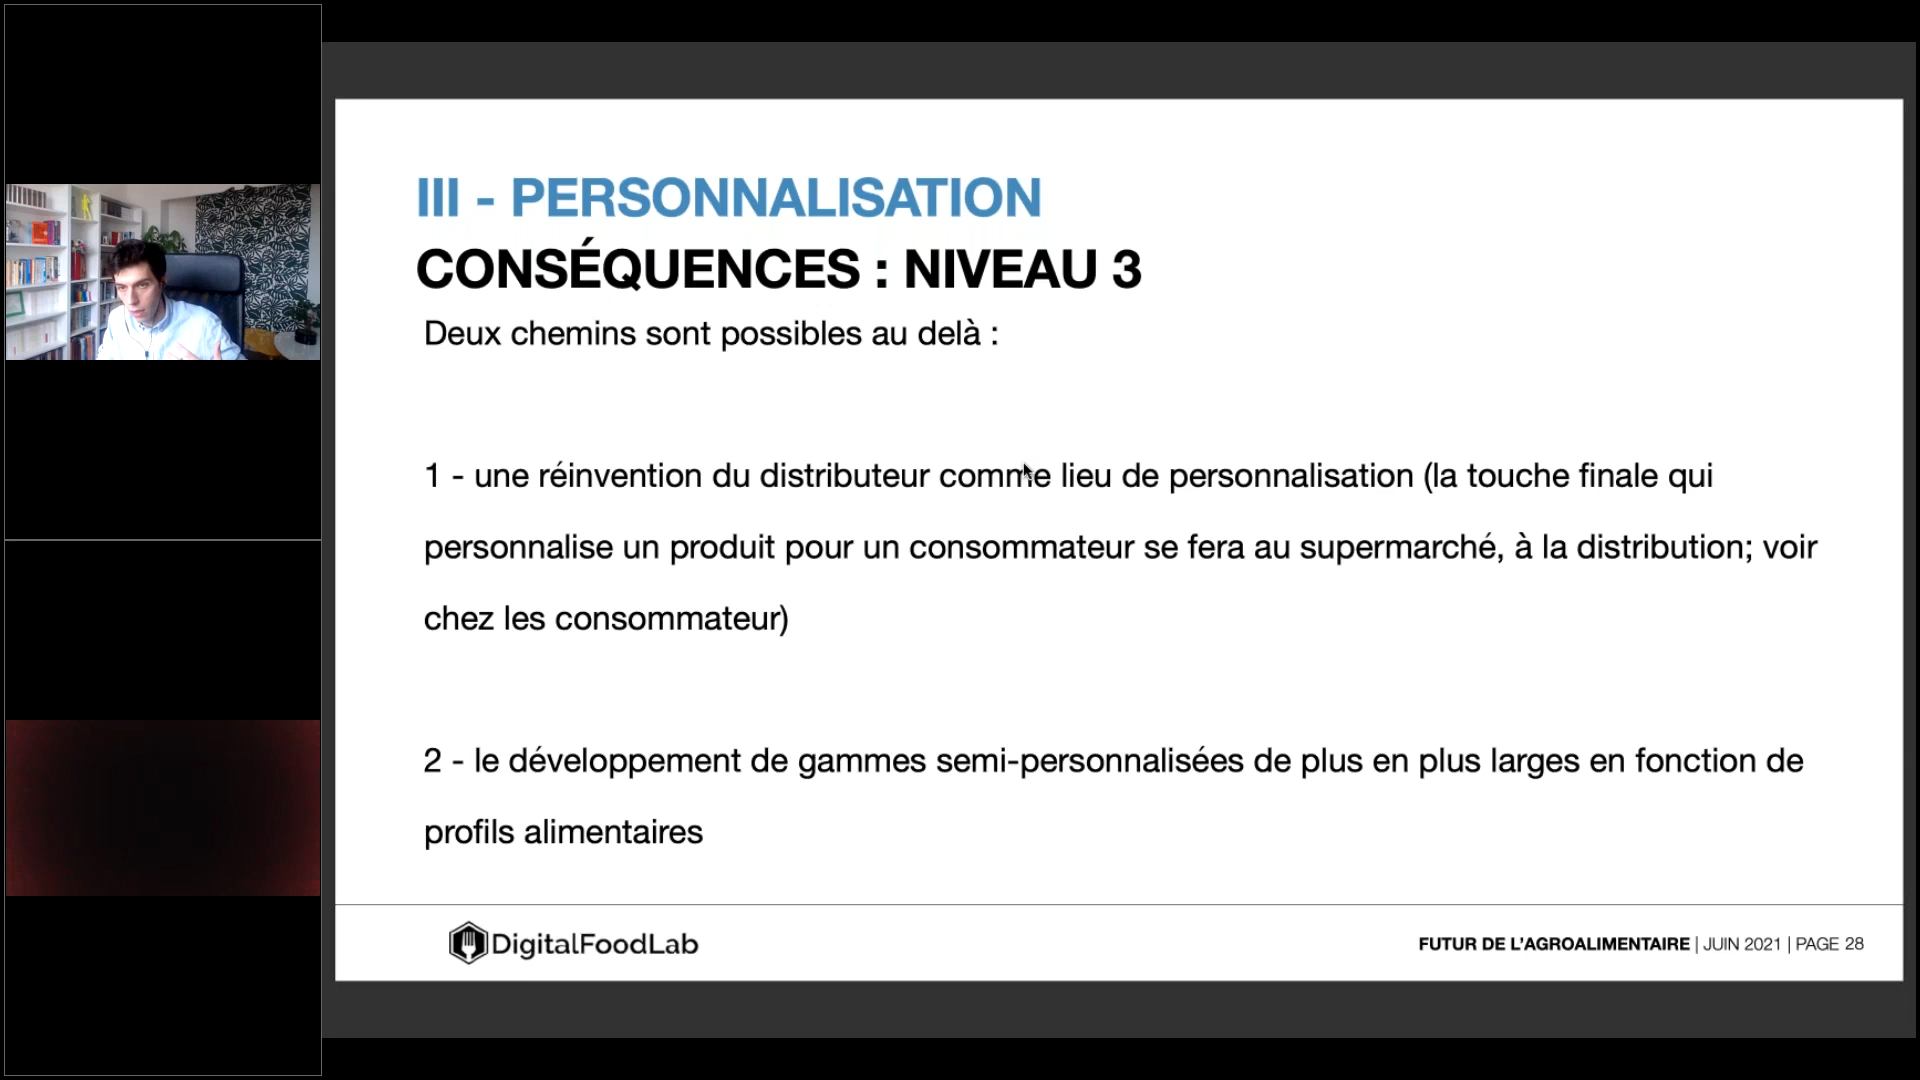 III - PERSONNALISATION
CONSÉQUENCES : NIVEAU 3
Deux chemins sont possibles au delà :
1 - une réinvention du distributeur comme lieu de personnalisation (la touche finale qui
personnalise un produit pour un consommateur se fera au supermarché, à la distribution; voir
chez les consommateur)
2 - le développement de gammes semi-personnalisées de plus en plus larges en fonction de
profils alimentaires
DigitalFoodLab
FUTUR DE L’AGROALIMENTAIRE | JUIN 2021 | PAGE 28